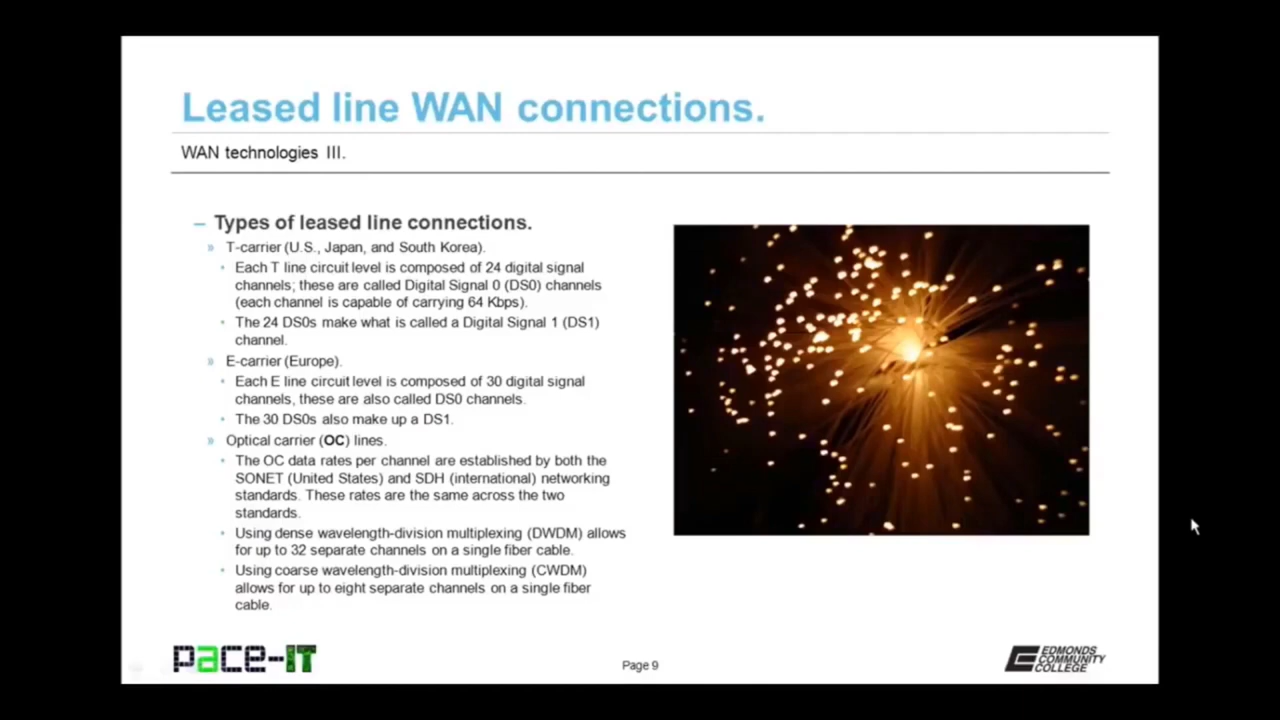 Leased line WAN connections.
WAN technologies III.
– Types of leased line connections.
» T-carrier (U.S., Japan, and South Korea).
• Each T line circuit level is composed of 24 digital signal
channels; these are called Digital Signal 0 (DS0) channels
(each channel is capable of carrying 64 Kbps).
• The 24 DS0s make what is called a Digital Signal 1 (DS1)
channel.
» E-carrier (Europe).
• Each E line circuit level is composed of 30 digital signal
channels, these are also called DS0 channels.
• The 30 DS0s also make up a DS1.
» Optical carrier (OC) lines.
• The OC data rates per channel are established by both the
SONET (United States) and SDH (international) networking
standards. These rates are the same across the two
standards.
• Using dense wavelength-division multiplexing (DWDM) allows
for up to 32 separate channels on a single fiber cable.
• Using coarse wavelength-division multiplexing (CWDM)
allows for up to eight separate channels on a single fiber
cable.
pace-IT
Page 9
EDMONDS
COMMUNITY
COLLEGE